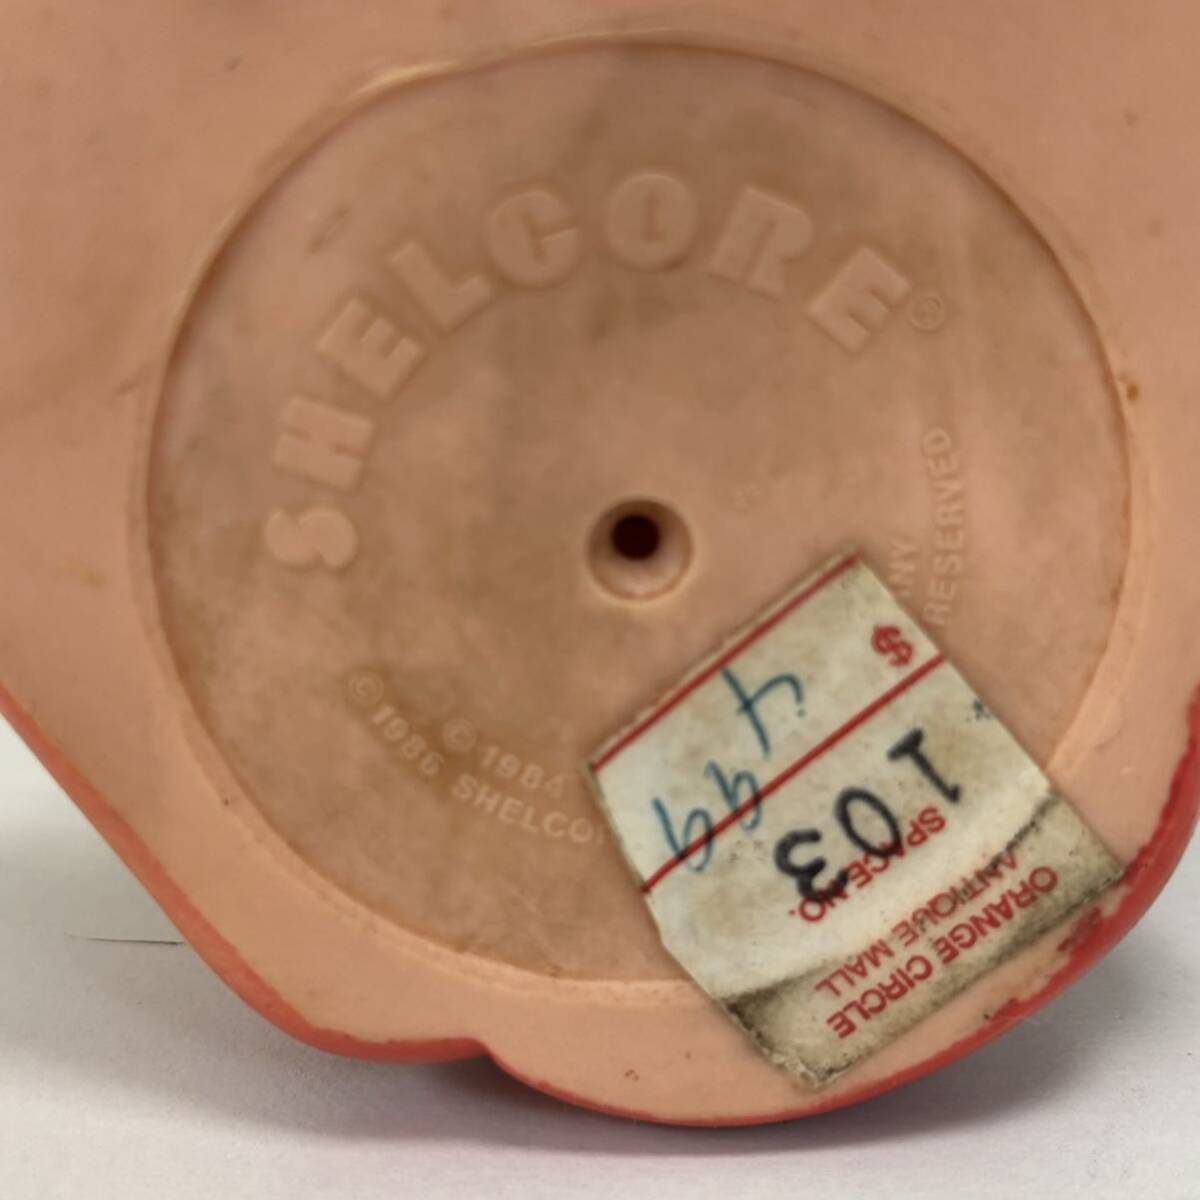 SHELCORE®
© 1984
© 1986 SHELCO
RESERVED
ORANGE CIRCLE
ANTIQUE MALL
SPACE NO.
103
$
4 99